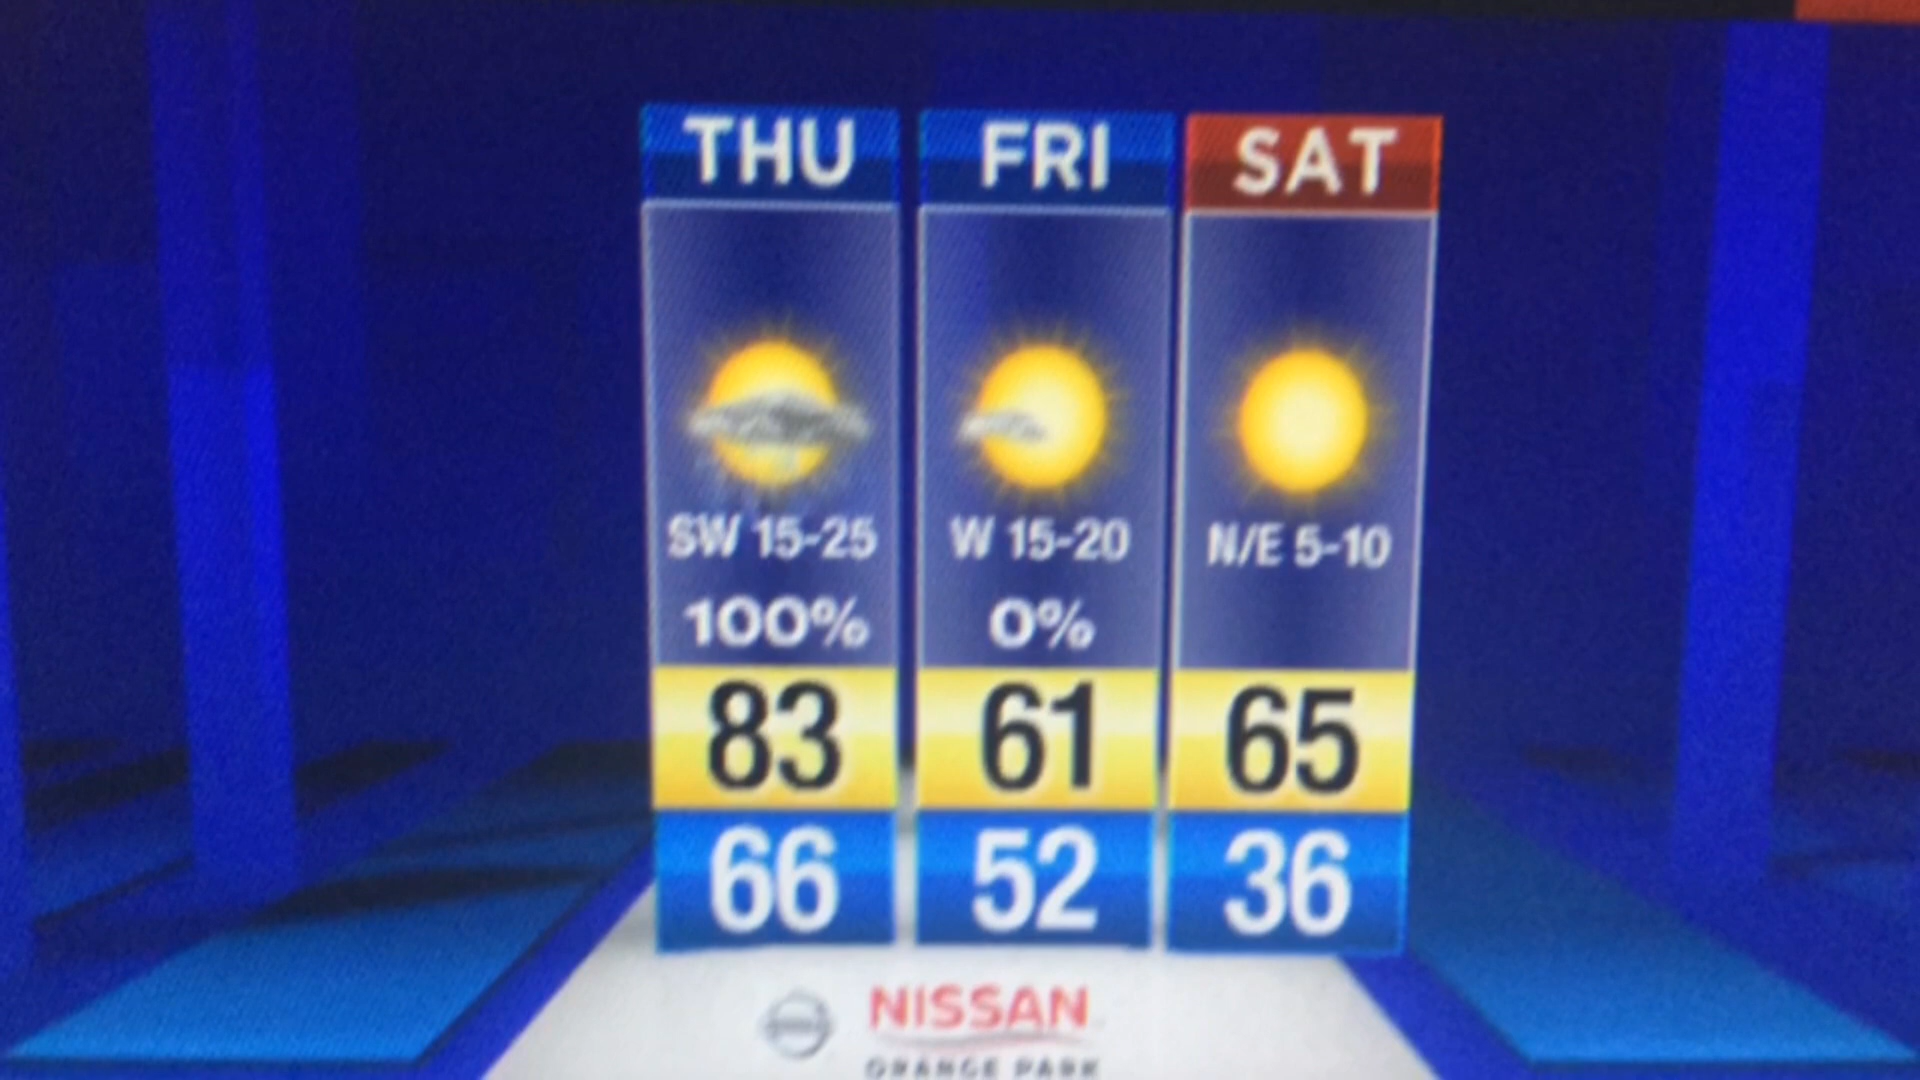 THU
SW 15-25
100%
83
66
FRI
W 15-20
0%
61
52
SAT
N/E 5-10
65
36
NISSAN
ORANGE PARK